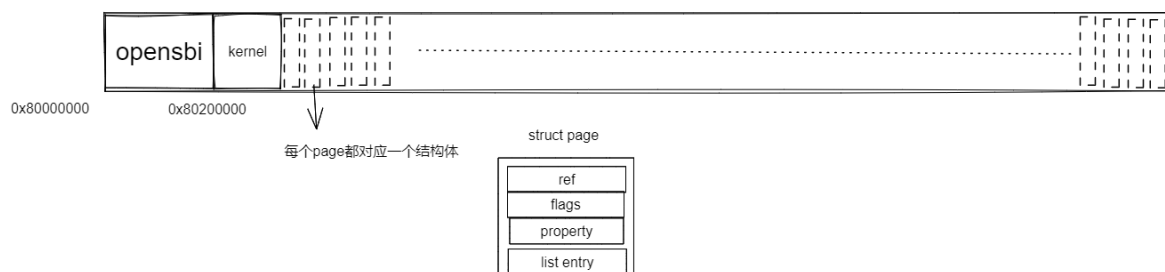 opensbi
kernel
0x80000000
0x80200000
每个page都对应一个结构体
struct page
ref
flags
property
list entry